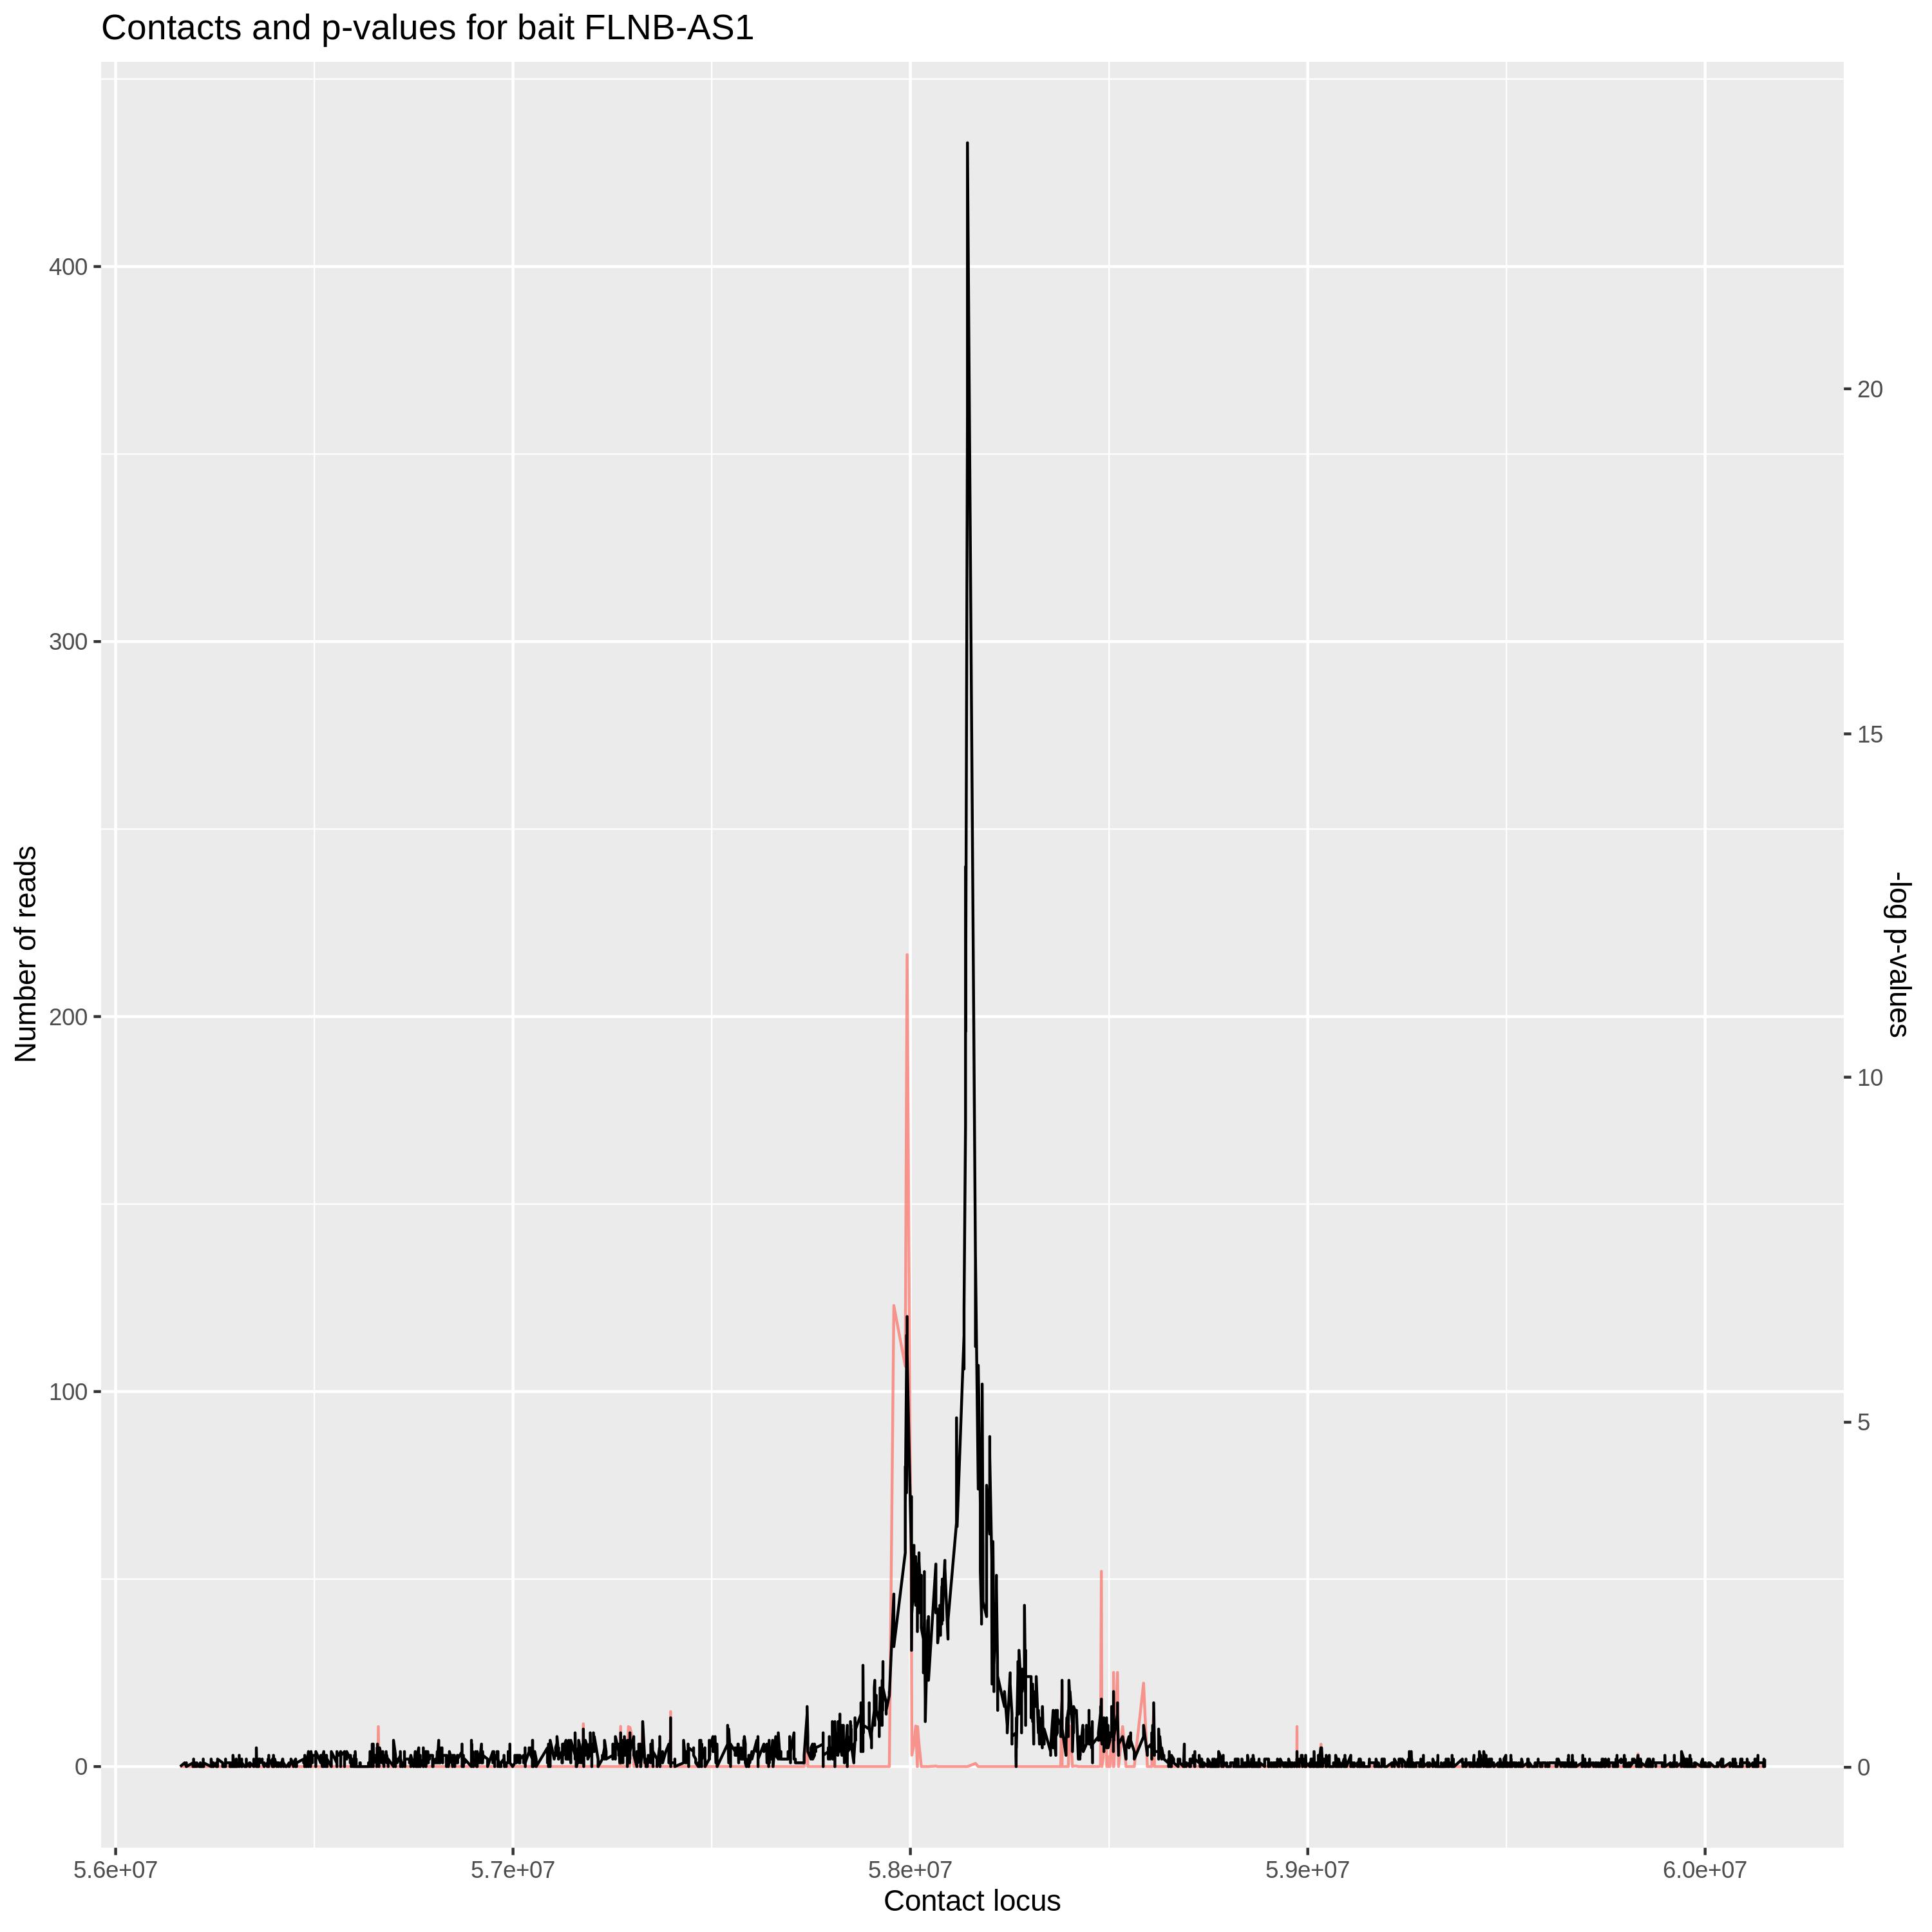 Contacts and p-values for bait FLNB-AS1
400
300
200
100
0
Number of reads
20
15
10
5
0
-log p-values
5.6e+07
5.7e+07
5.8e+07
5.9e+07
6.0e+07
Contact locus